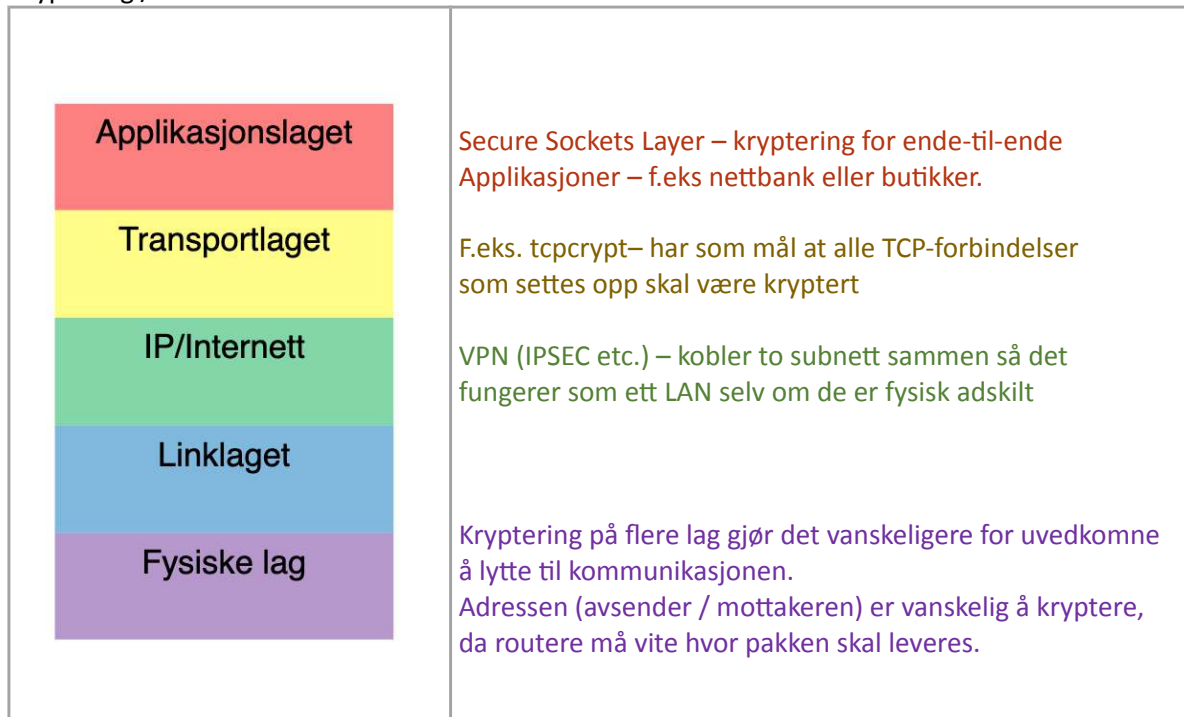 Applikasjonslaget
Secure Sockets Layer – kryptering for ende-til-ende
Applikasjoner – f.eks nettbank eller butikker.
Transportlaget
F.eks. tcpcrypt– har som mål at alle TCP-forbindelser
som settes opp skal være kryptert
IP/Internett
VPN (IPSEC etc.) – kobler to subnett sammen så det
fungerer som ett LAN selv om de er fysisk adskilt
Linklaget
Fysiske lag
Kryptering på flere lag gjør det vanskeligere for uvedkomne
å lytte til kommunikasjonen.
Adressen (avsender / mottakeren) er vanskelig å kryptere,
da routere må vite hvor pakken skal leveres.